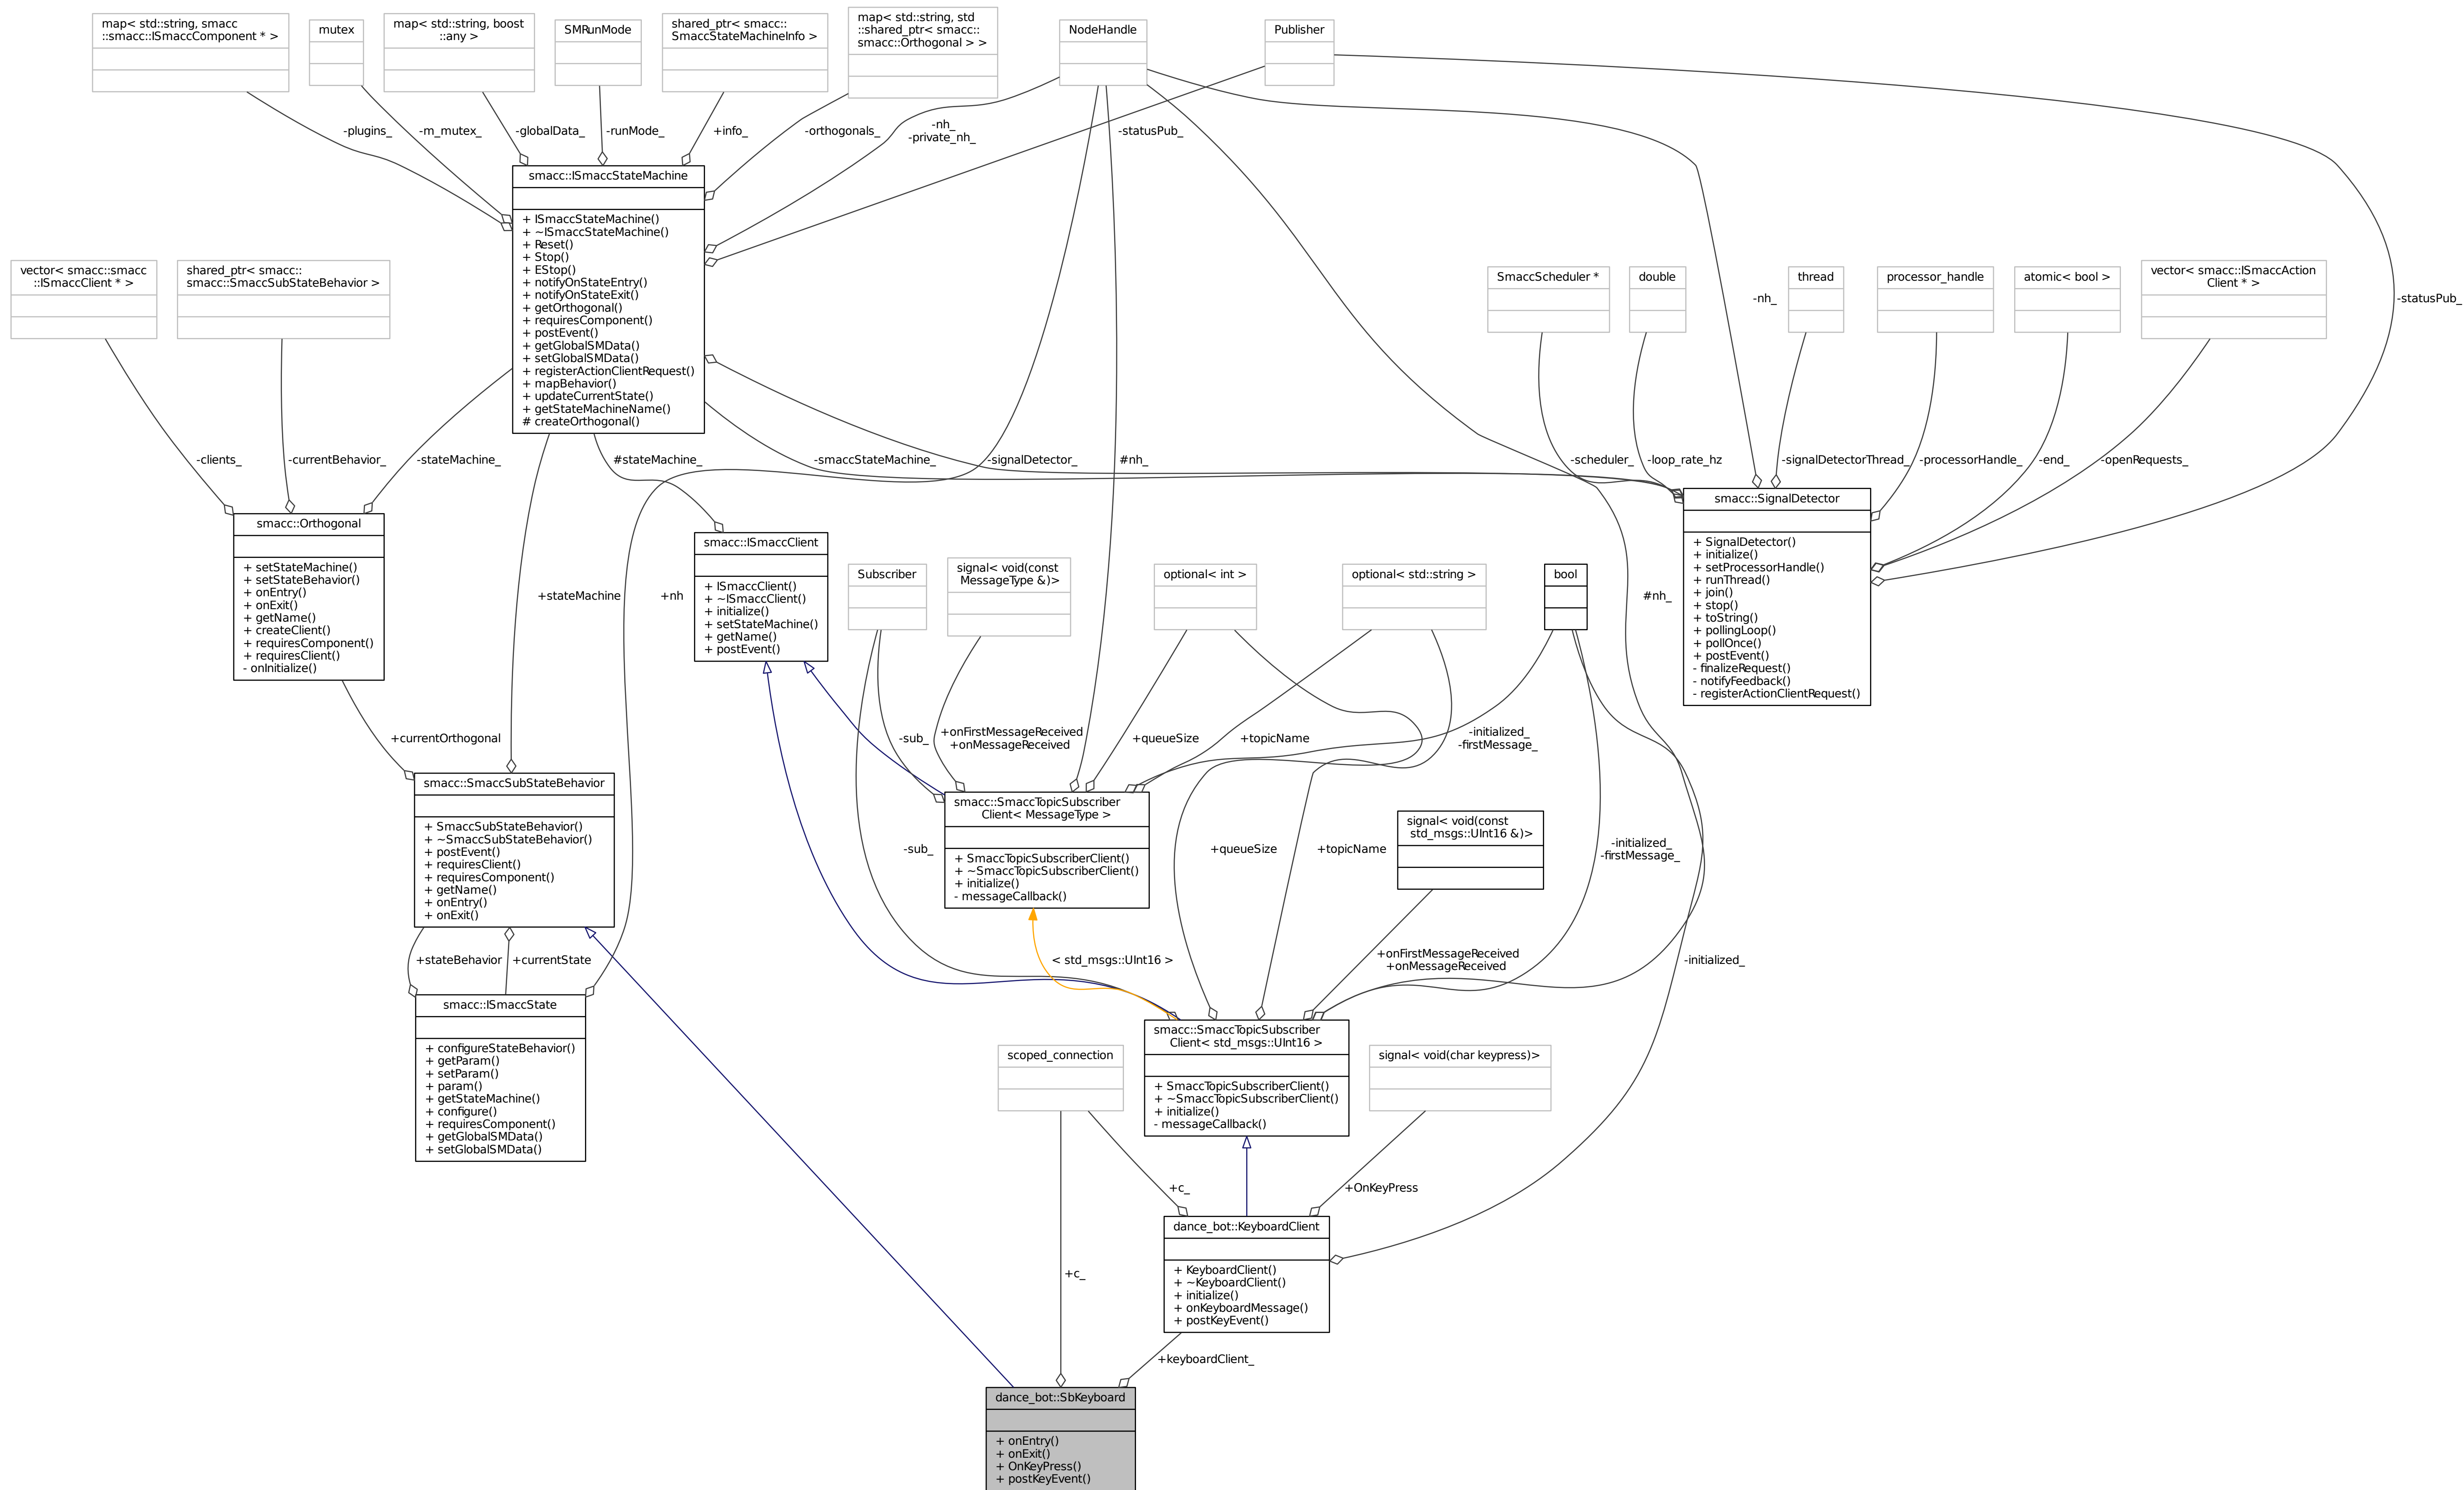 map< std::string, smacc
::smacc::ISmaccComponent * >
mutex
map< std::string, boost
::any >
SMRunMode
shared_ptr< smacc::
SmaccStateMachineInfo >
map< std::string, std
::shared_ptr< smacc::
smacc::Orthogonal > >
NodeHandle
Publisher
-plugins_
-m_mutex_
-globalData_
-runMode_
+info_
-orthogonals_
-nh_
-private_nh_
-statusPub_
smacc::ISmaccStateMachine
+ ISmaccStateMachine()
+ ~ISmaccStateMachine()
+ Reset()
+ Stop()
+ EStop()
+ notifyOnStateEntry()
+ notifyOnStateExit()
+ getOrthogonal()
+ requiresComponent()
+ postEvent()
+ getGlobalSMData()
+ setGlobalSMData()
+ registerActionClientRequest()
+ mapBehavior()
+ updateCurrentState()
+ getStateMachineName()
# createOrthogonal()
vector< smacc::smacc
::ISmaccClient * >
shared_ptr< smacc::
smacc::SmaccSubStateBehavior >
SmaccScheduler *
double
-nh_
thread
processor_handle
atomic< bool >
vector< smacc::ISmaccAction
Client * >
-statusPub_
-clients_
-currentBehavior_
-stateMachine_
#stateMachine_
-smaccStateMachine_
-signalDetector_
#nh_
-scheduler_
-loop_rate_hz
-signalDetectorThread_
-processorHandle_
-end_
-openRequests_
smacc::Orthogonal
+ setStateMachine()
+ setStateBehavior()
+ onEntry()
+ onExit()
+ getName()
+ createClient()
+ requiresComponent()
+ requiresClient()
- onInitialize()
+stateMachine
+nh
smacc::ISmaccClient
+ ISmaccClient()
+ ~ISmaccClient()
+ initialize()
+ setStateMachine()
+ getName()
+ postEvent()
Subscriber
signal< void(const
MessageType &)>
optional< int >
optional< std::string >
bool
#nh_
smacc::SignalDetector
+ SignalDetector()
+ initialize()
+ setProcessorHandle()
+ runThread()
+ join()
+ stop()
+ toString()
+ pollingLoop()
+ pollOnce()
+ postEvent()
- finalizeRequest()
- notifyFeedback()
- registerActionClientRequest()
+currentOrthogonal
-sub_
+onFirstMessageReceived
+onMessageReceived
+queueSize
+topicName
-initialized_
-firstMessage_
smacc::SmaccSubStateBehavior
+ SmaccSubStateBehavior()
+ ~SmaccSubStateBehavior()
+ postEvent()
+ requiresClient()
+ requiresComponent()
+ getName()
+ onEntry()
+ onExit()
-sub_
smacc::SmaccTopicSubscriber
Client< MessageType >
+ SmaccTopicSubscriberClient()
+ ~SmaccTopicSubscriberClient()
+ initialize()
- messageCallback()
+queueSize
+topicName
signal< void(const
std_msgs::UInt16 &)>
-initialized_
-firstMessage_
+stateBehavior
+currentState
< std_msgs::UInt16 >
+onFirstMessageReceived
+onMessageReceived
-initialized_
smacc::ISmaccState
+ configureStateBehavior()
+ getParam()
+ setParam()
+ param()
+ getStateMachine()
+ configure()
+ requiresComponent()
+ getGlobalSMData()
+ setGlobalSMData()
scoped_connection
smacc::SmaccTopicSubscriber
Client< std_msgs::UInt16 >
+ SmaccTopicSubscriberClient()
+ ~SmaccTopicSubscriberClient()
+ initialize()
- messageCallback()
signal< void(char keypress)>
+c_
+OnKeyPress
dance_bot::KeyboardClient
+ KeyboardClient()
+ ~KeyboardClient()
+ initialize()
+ onKeyboardMessage()
+ postKeyEvent()
+c_
+keyboardClient_
dance_bot::SbKeyboard
+ onEntry()
+ onExit()
+ OnKeyPress()
+ postKeyEvent()